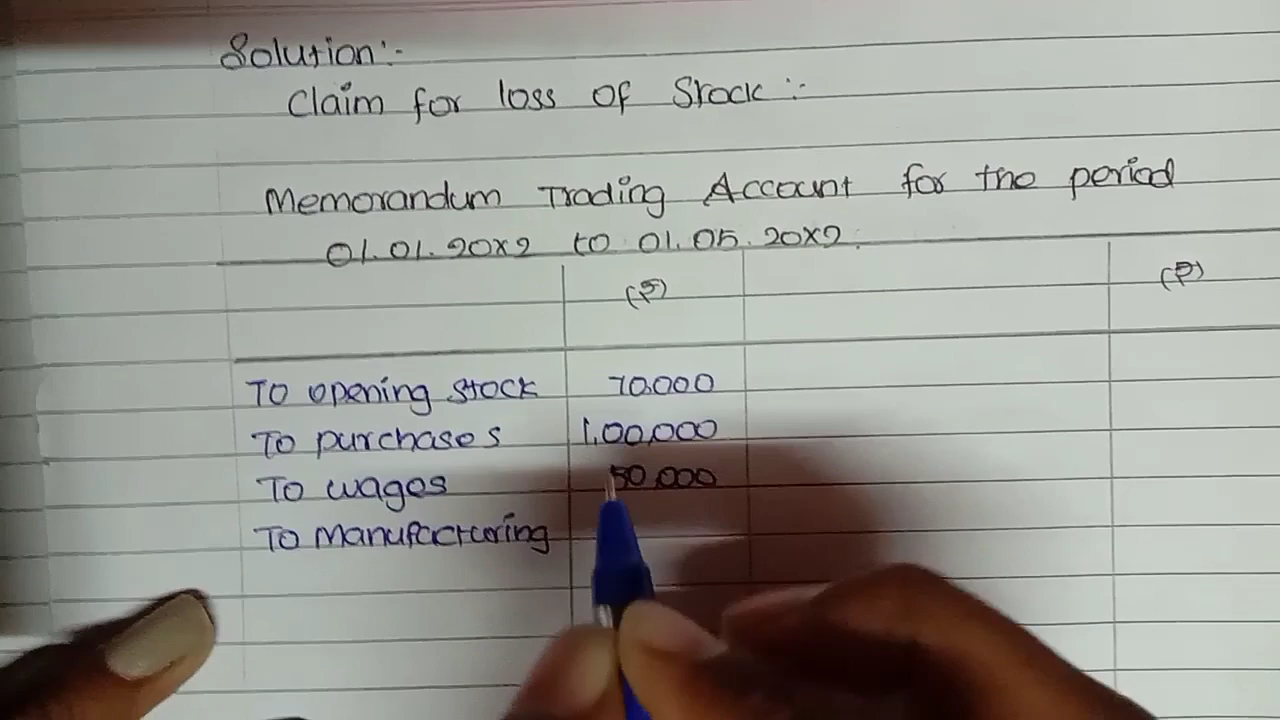 Solution:-
Claim for loss of Stock:-
Memorandum Trading Account for the period
01.01.20X2 to 01.05.20X2.
(₹) (₹)
To opening stock 70,000
To purchases 1,00,000
To wages 50,000
To Manufacturing